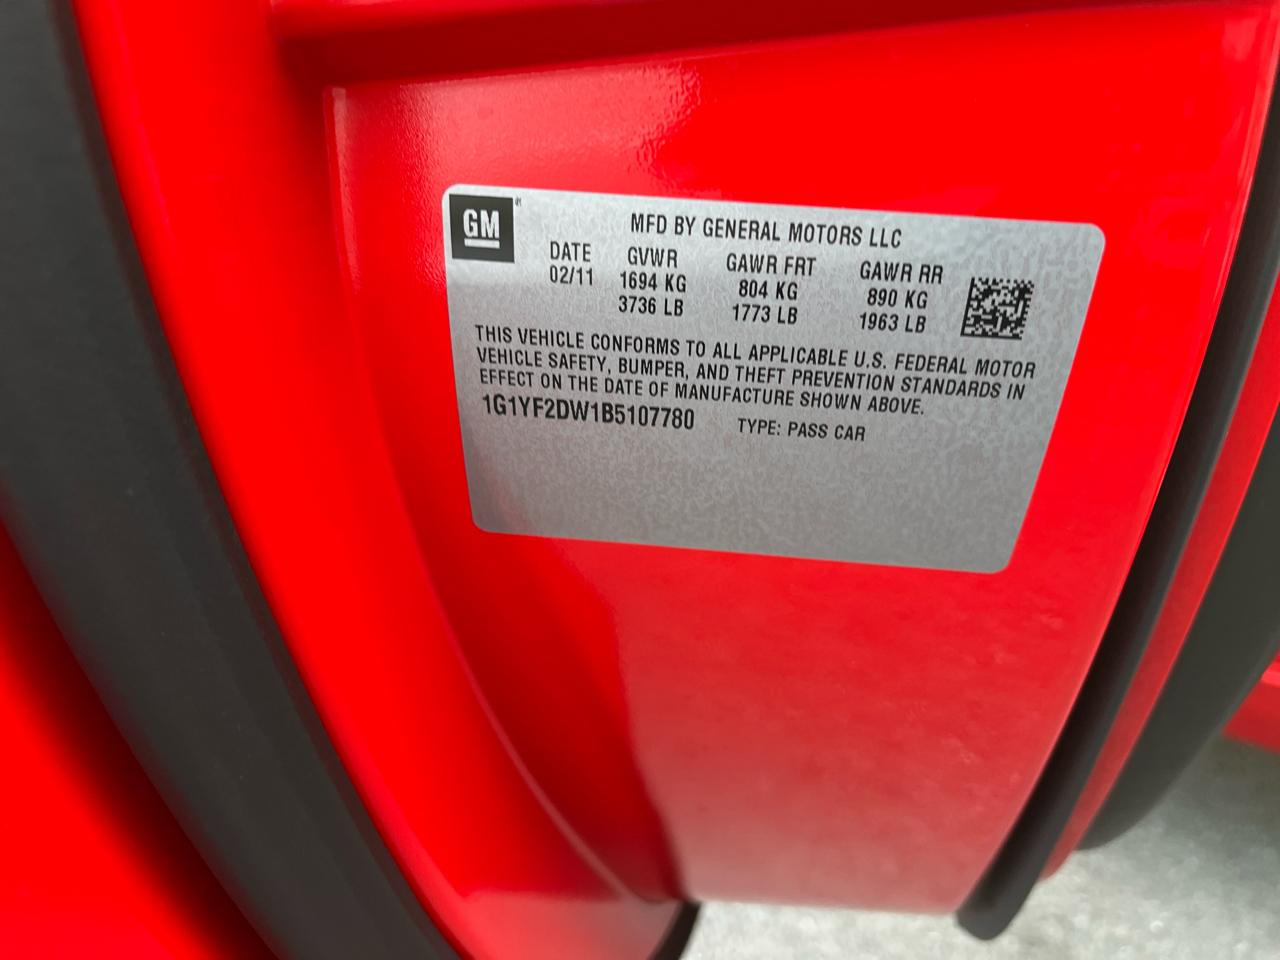 GM
MFD BY GENERAL MOTORS LLC
DATE GVWR GAWR FRT GAWR RR
02/11 1694 KG 804 KG 890 KG
3736 LB 1773 LB 1963 LB
THIS VEHICLE CONFORMS TO ALL APPLICABLE U.S. FEDERAL MOTOR
VEHICLE SAFETY, BUMPER, AND THEFT PREVENTION STANDARDS IN
EFFECT ON THE DATE OF MANUFACTURE SHOWN ABOVE.
1G1YF2DW1B5107780 TYPE: PASS CAR